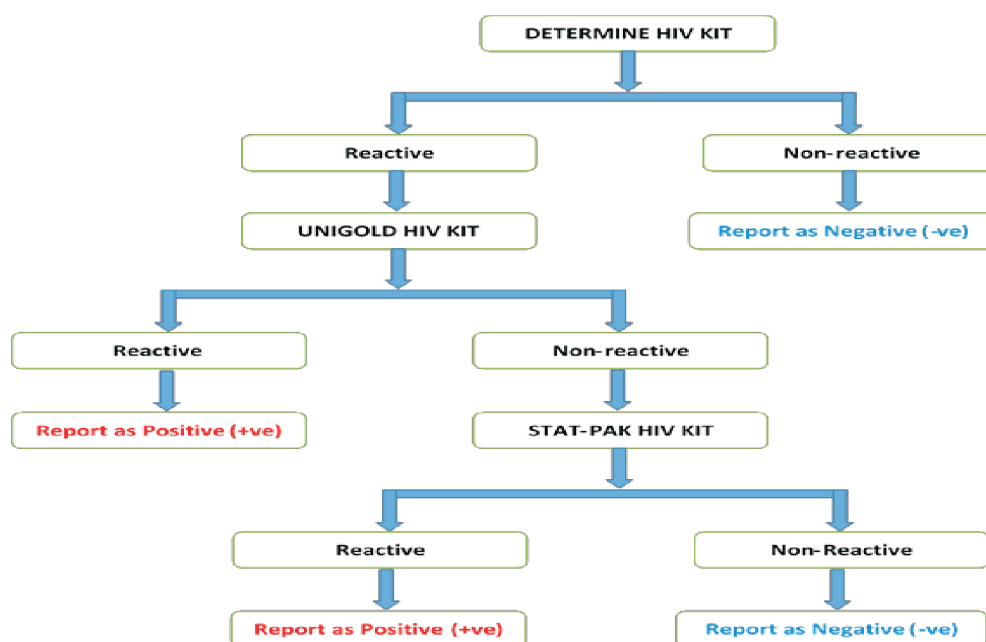 DETERMINE HIV KIT
Reactive
Non-reactive
UNIGOLD HIV KIT
Report as Negative (-ve)
Reactive
Non-reactive
Report as Positive (+ve)
STAT-PAK HIV KIT
Reactive
Non-Reactive
Report as Positive (+ve)
Report as Negative (-ve)